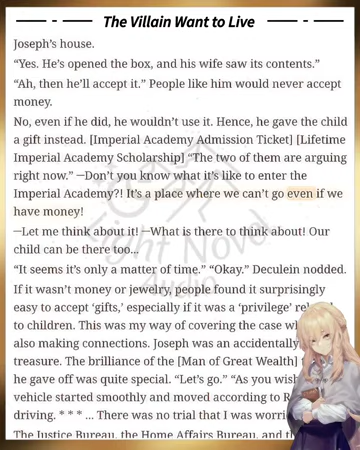 The Villain Want to Live
Joseph's house.
"Yes. He's opened the box, and his wife saw its contents."
"Ah, then he'll accept it." People like him would never accept
money.
No, even if he did, he wouldn't use it. Hence, he gave the child
a gift instead. [Imperial Academy Admission Ticket] [Lifetime
Imperial Academy Scholarship] "The two of them are arguing
right now." —Don't you know what it's like to enter the
Imperial Academy?! It's a place where we can't go even if we
have money!
—Let me think about it! —What is there to think about! Our
child can be there too...
"It seems it's only a matter of time." "Okay." Deculein nodded.
If it wasn't money or jewelry, people found it surprisingly
easy to accept 'gifts,' especially if it was a 'privilege'
to children. This was my way of covering the case
also making connections. Joseph was an accidentally
treasure. The brilliance of the [Man of Great Wealth]
he gave off was quite special. "Let's go." "As you
vehicle started smoothly and moved according to
driving. * * * ... There was no trial that I was
The Justice Bureau, the Home Affairs Bureau, and
Light Novel
Audio